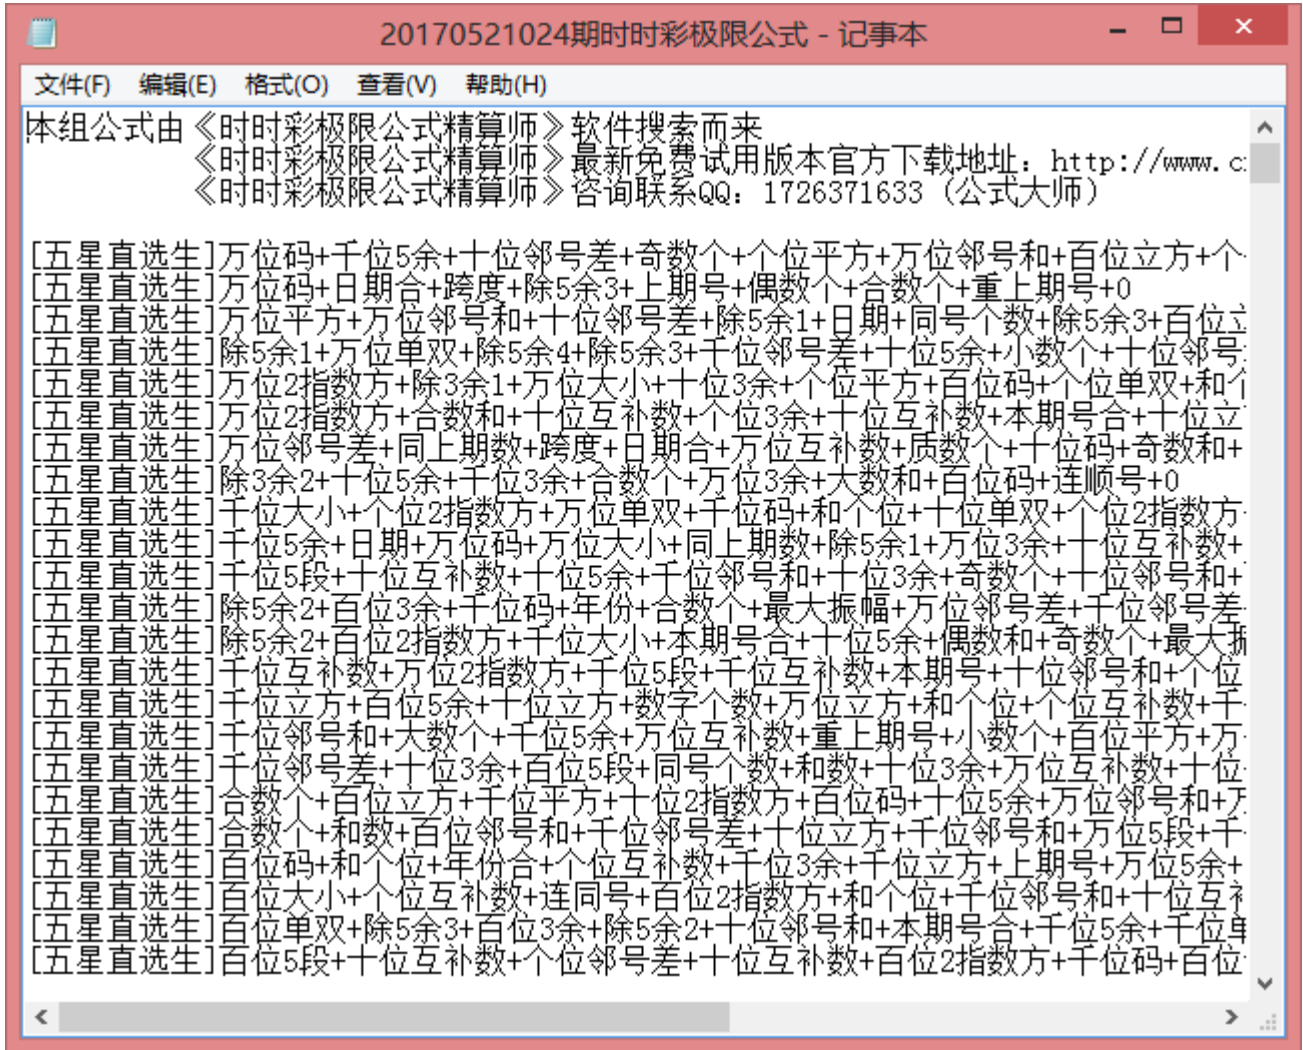 20170521024期时时彩极限公式 - 记事本
文件(F) 编辑(E) 格式(O) 查看(V) 帮助(H)
本组公式由《时时彩极限公式精算师》软件搜索而来
《时时彩极限公式精算师》最新免费试用版本官方下载地址：http://www.c
《时时彩极限公式精算师》咨询联系QQ：1726371633（公式大师）
[五星直选生]万位码+千位5余+十位邻号差+奇数个+个位平方+万位邻号和+百位立方+个
[五星直选生]万位码+日期合+跨度+除5余3+上期号+偶数个+合数个+重上期号+0
[五星直选生]万位平方+万位邻号和+十位邻号差+除5余1+日期+同号个数+除5余3+百位立
[五星直选生]除5余1+万位单双+除5余4+除5余3+千位邻号差+十位5余+小数个+十位邻号
[五星直选生]万位2指数方+除3余1+万位大小+十位3余+个位平方+百位码+个位单双+和个
[五星直选生]万位2指数方+合数和+十位互补数+个位3余+十位互补数+本期号合+十位立
[五星直选生]万位邻号差+同上期数+跨度+日期合+万位互补数+质数个+十位码+奇数和+
[五星直选生]除3余2+十位5余+千位3余+合数个+万位3余+大数和+百位码+连顺号+0
[五星直选生]千位大小+个位2指数方+万位单双+千位码+和个位+十位单双+个位2指数方
[五星直选生]千位5余+日期+万位码+万位大小+同上期数+除5余1+万位3余+十位互补数+
[五星直选生]千位5段+十位互补数+十位5余+千位邻号和+十位3余+奇数个+十位邻号和+
[五星直选生]除5余2+百位3余+千位码+年份+合数个+最大振幅+万位邻号差+千位邻号差
[五星直选生]除5余2+百位2指数方+千位大小+本期号合+十位5余+偶数和+奇数个+最大振
[五星直选生]千位互补数+万位2指数方+千位5段+千位互补数+本期号+十位邻号和+个位
[五星直选生]千位立方+百位5余+十位立方+数字个数+万位立方+和个位+个位互补数+千
[五星直选生]千位邻号和+大数个+千位5余+万位互补数+重上期号+小数个+百位平方+万
[五星直选生]千位邻号差+十位3余+百位5段+同号个数+和数+十位3余+万位互补数+十位
[五星直选生]合数个+百位立方+千位平方+十位2指数方+百位码+十位5余+万位邻号和+万
[五星直选生]合数个+和数+百位邻号和+千位邻号差+十位立方+千位邻号和+万位5段+千
[五星直选生]百位码+和个位+年份合+个位互补数+千位3余+千位立方+上期号+万位5余+
[五星直选生]百位大小+个位互补数+连同号+百位2指数方+和个位+千位邻号和+十位互补
[五星直选生]百位单双+除5余3+百位3余+除5余2+十位邻号和+本期号合+千位5余+千位单
[五星直选生]百位5段+十位互补数+个位邻号差+十位互补数+百位2指数方+千位码+百位